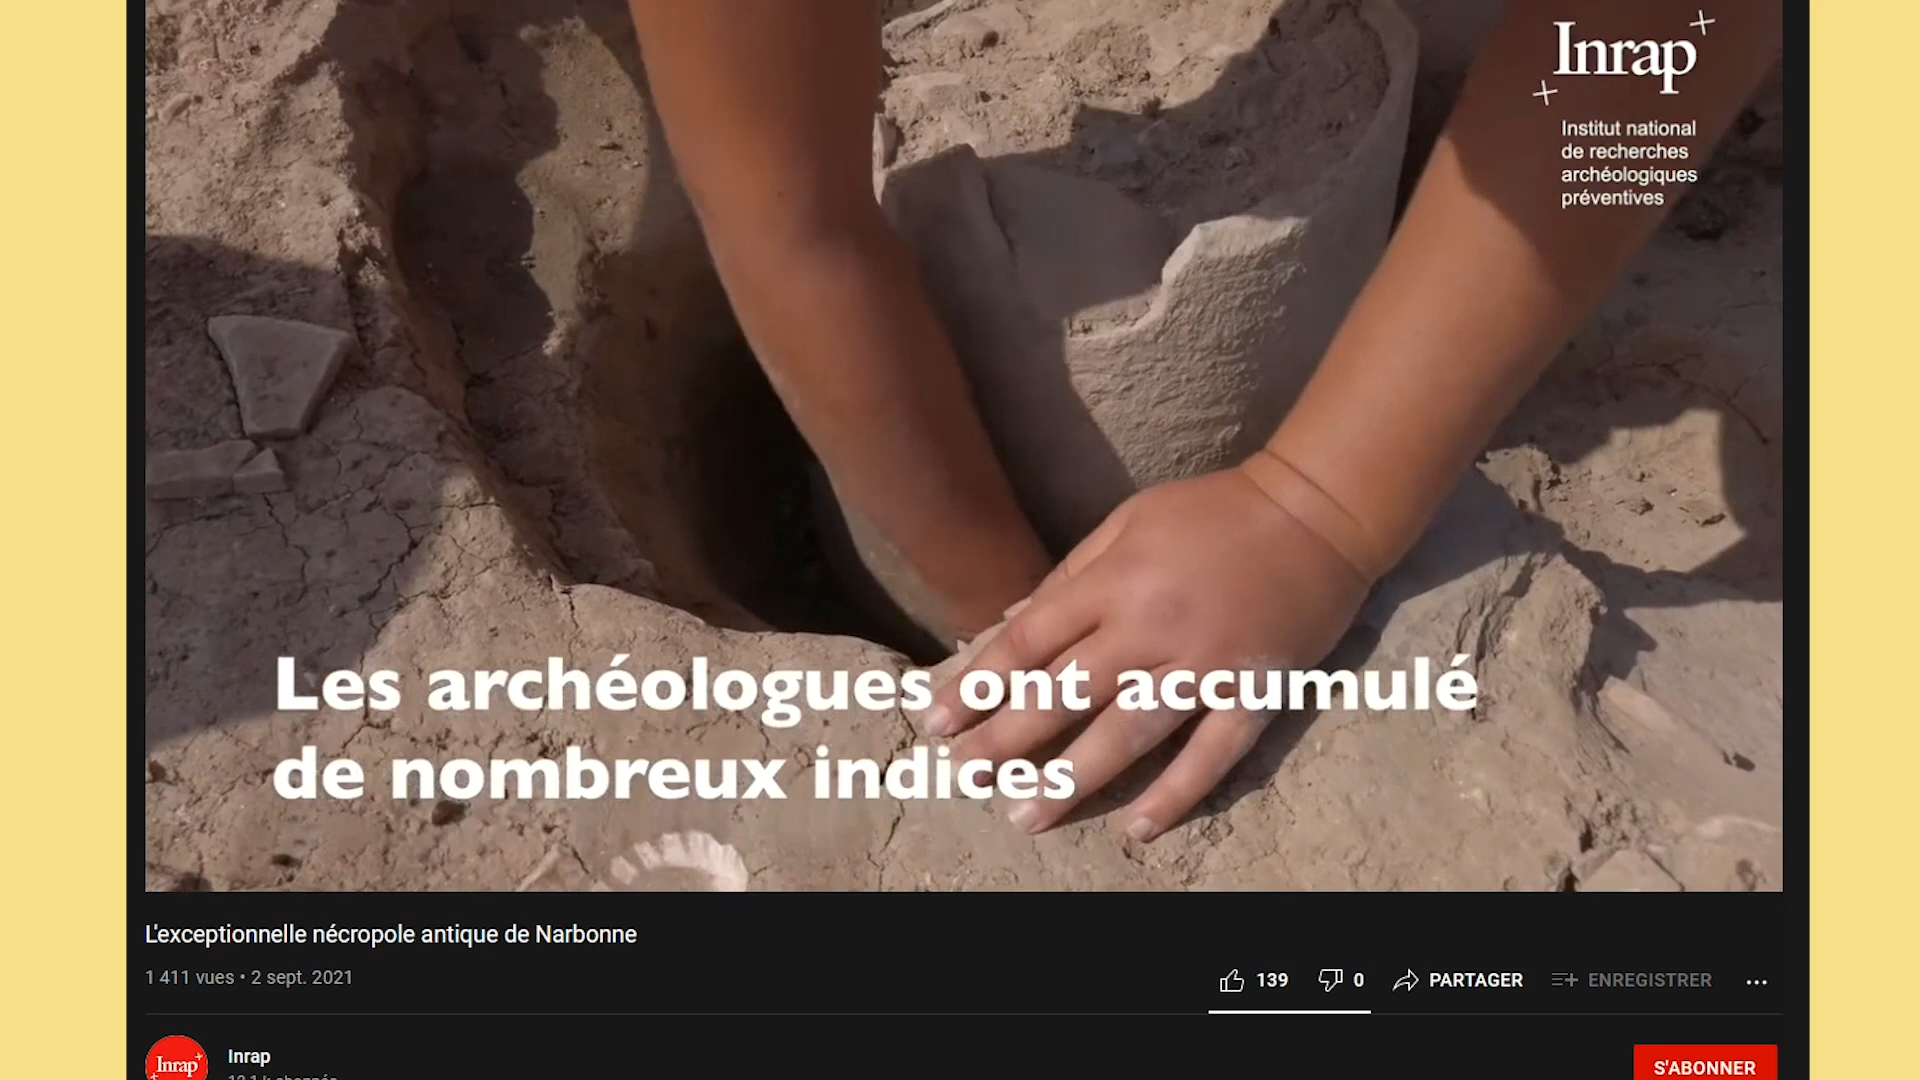 Inrap
Institut national
de recherches
archéologiques
préventives
Les archéologues ont accumulé
de nombreux indices
L'exceptionnelle nécropole antique de Narbonne
1 411 vues • 2 sept. 2021
139
0
PARTAGER
ENREGISTRER
Inrap
Inrap
S'ABONNER